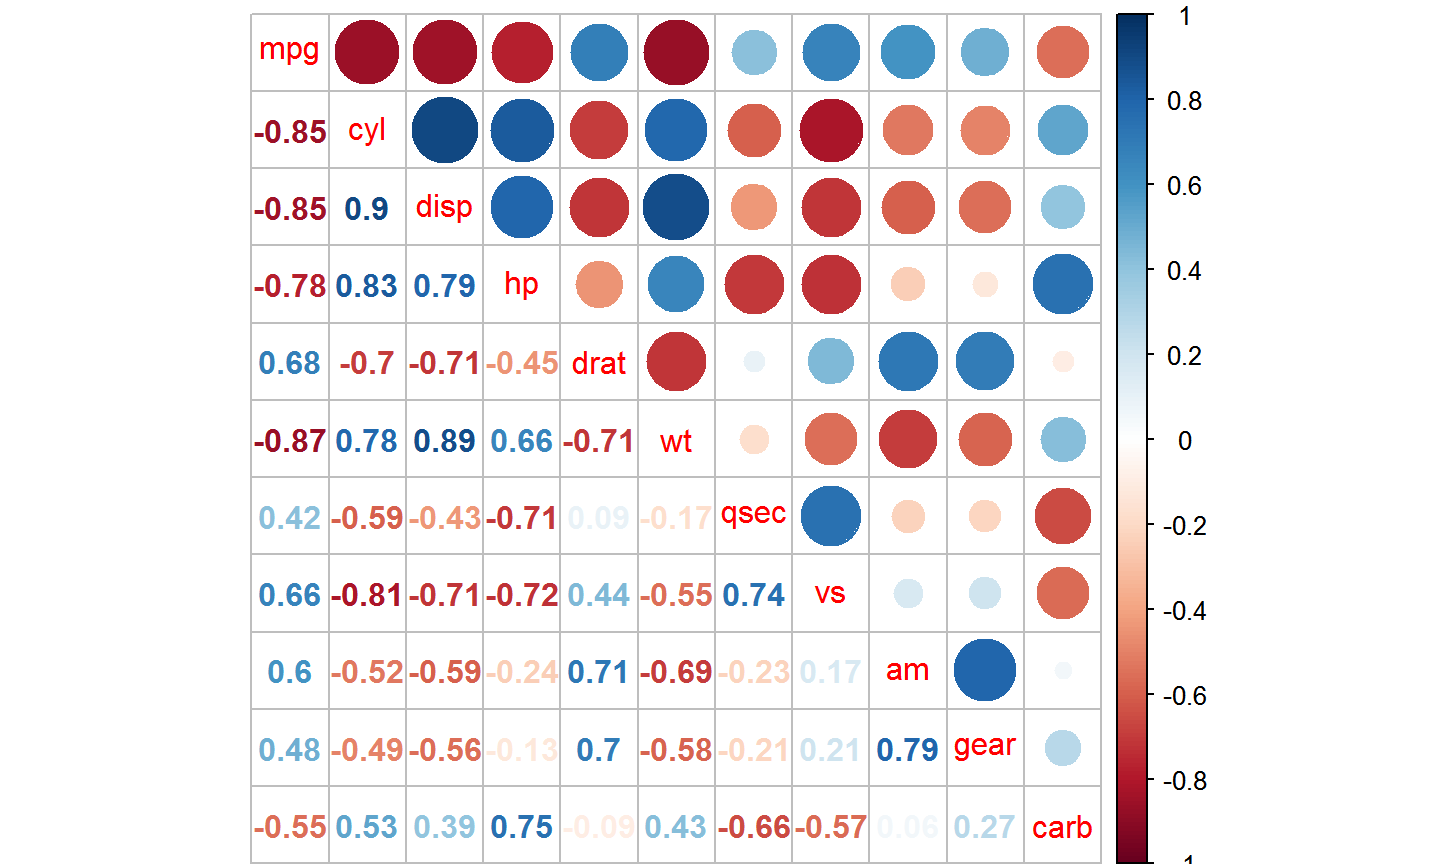 mpg
-0.85 cyl
-0.85 0.9 disp
-0.78 0.83 0.79 hp
0.68 -0.7 -0.71 -0.45 drat
-0.87 0.78 0.89 0.66 -0.71 wt
0.42 -0.59 -0.43 -0.71 0.09 -0.17 qsec
0.66 -0.81 -0.71 -0.72 0.44 -0.55 0.74 vs
0.6 -0.52 -0.59 -0.24 0.71 -0.69 -0.23 0.17 am
0.48 -0.49 -0.56 -0.13 0.7 -0.58 -0.21 0.21 0.79 gear
-0.55 0.53 0.39 0.75 -0.09 0.43 -0.66 -0.57 0.06 0.27 carb
1
0.8
0.6
0.4
0.2
0
-0.2
-0.4
-0.6
-0.8
-1